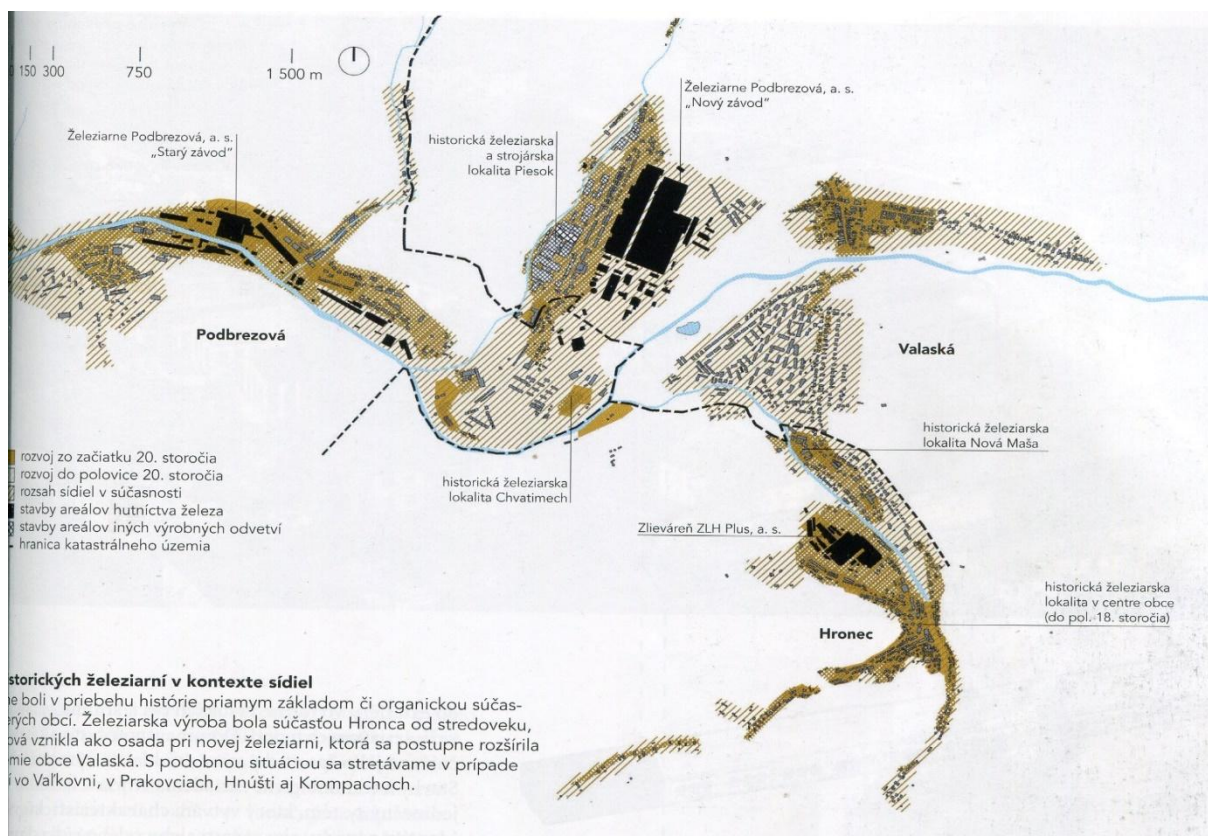 150 300 750 1 500 m
Železiarne Podbrezová, a. s.
„Starý závod“
historická železiarska
a strojárska
lokalita Piesok
Železiarne Podbrezová, a. s.
„Nový závod“
Podbrezová
Valaská
historická železiarska
lokalita Nová Maša
historická železiarska
lokalita Chvatimech
Zlieváreň ZLH Plus, a. s.
historická železiarska
lokalita v centre obce
(do pol. 18. storočia)
Hronec
rozvoj zo začiatku 20. storočia
rozvoj do polovice 20. storočia
rozsah sídiel v súčasnosti
stavby areálov hutníctva železa
stavby areálov iných výrobných odvetví
hranica katastrálneho územia
storických železiarní v kontexte sídiel
ne boli v priebehu histórie priamym základom či organickou súčas-
erých obcí. Železiarska výroba bola súčasťou Hronca od stredoveku,
ová vznikla ako osada pri novej železiarni, ktorá sa postupne rozšírila
mie obce Valaská. S podobnou situáciou sa stretávame v prípade
í vo Vaľkovni, v Prakovciach, Hnúšti aj Krompachoch.